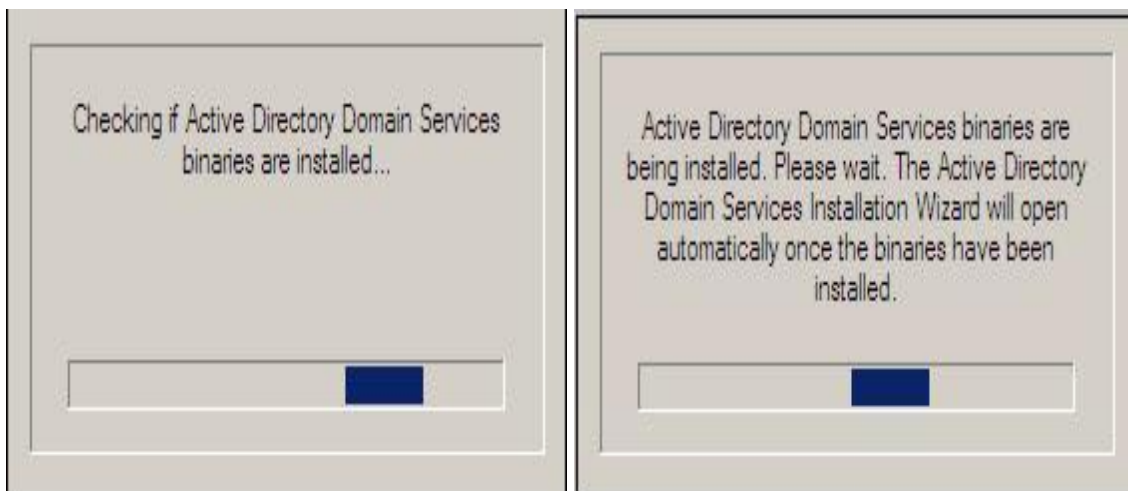 Checking if Active Directory Domain Services
binaries are installed...
Active Directory Domain Services binaries are
being installed. Please wait. The Active Directory
Domain Services Installation Wizard will open
automatically once the binaries have been
installed.